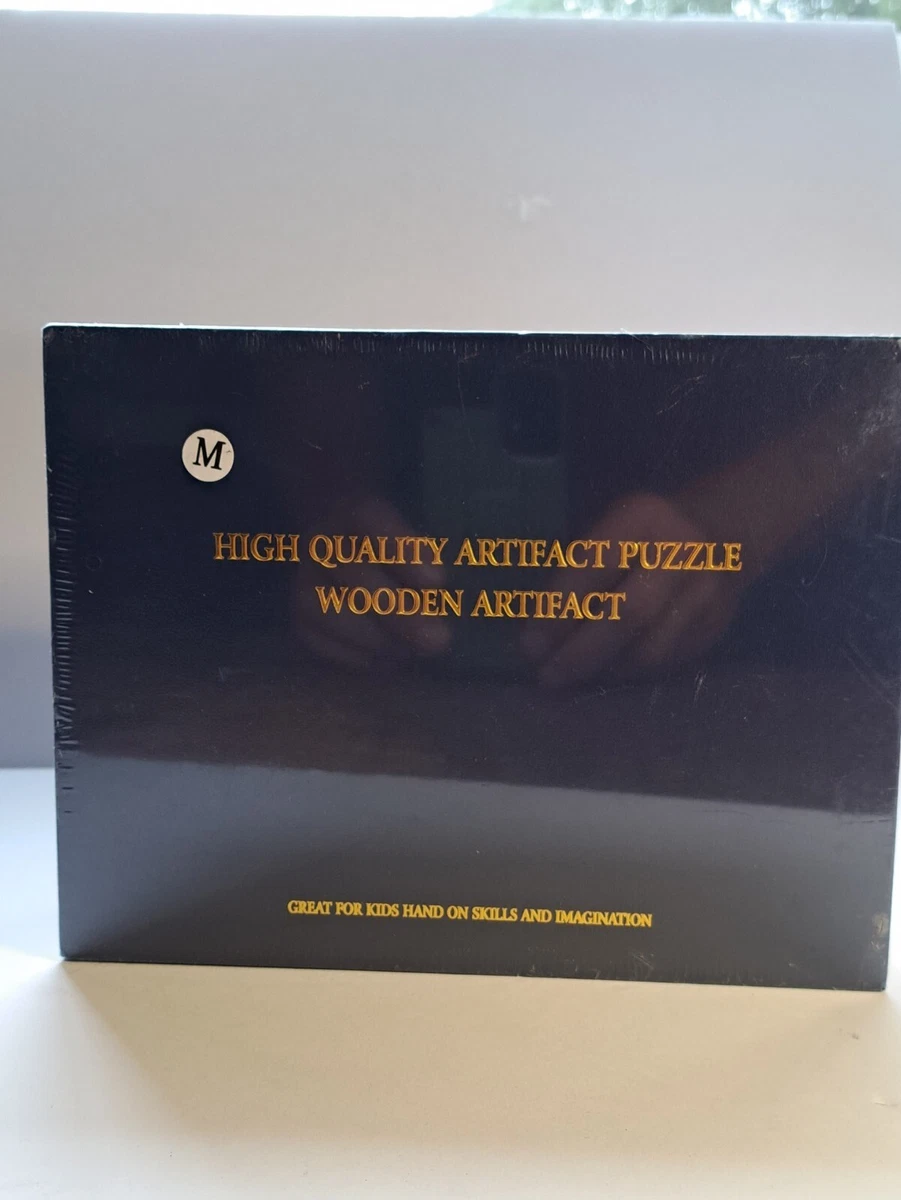 M
HIGH QUALITY ARTIFACT PUZZLE
WOODEN ARTIFACT
GREAT FOR KIDS HAND ON SKILLS AND IMAGINATION